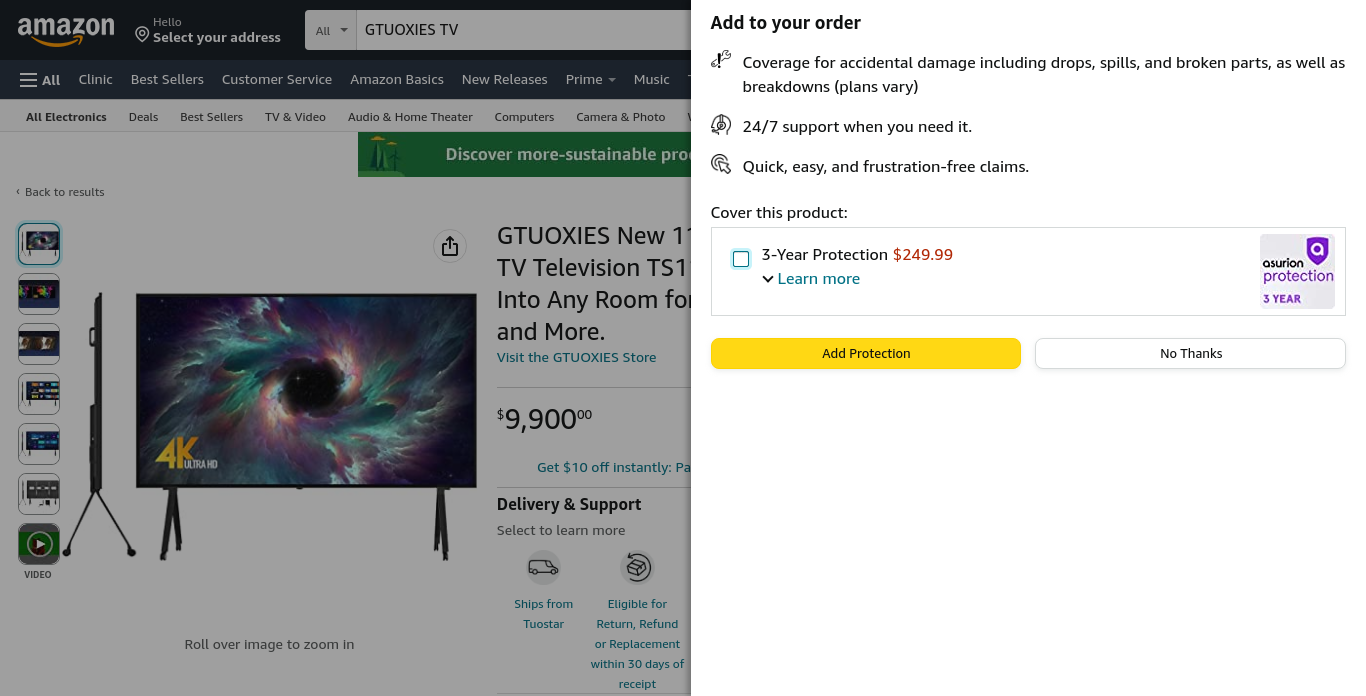 amazon
Hello
Select your address
All
GTUOXIES TV
All
Clinic
Best Sellers
Customer Service
Amazon Basics
New Releases
Prime
Music
All Electronics
Deals
Best Sellers
TV & Video
Audio & Home Theater
Computers
Camera & Photo
Discover more-sustainable
‹ Back to results
VIDEO
4K
ULTRA HD
Roll over image to zoom in
GTUOXIES New
TV Television
Into Any Room
and More.
Visit the GTUOXIES Store
$9,90000
Get $10 off instantly:
Delivery & Support
Select to learn more
Ships from
Tuostar
Eligible for
Return, Refund
or Replacement
within 30 days of
receipt
Add to your order
Coverage for accidental damage including drops, spills, and broken parts, as well as
breakdowns (plans vary)
24/7 support when you need it.
Quick, easy, and frustration-free claims.
Cover this product:
3-Year Protection $249.99
Learn more
asurion
protection
3 YEAR
Add Protection
No Thanks